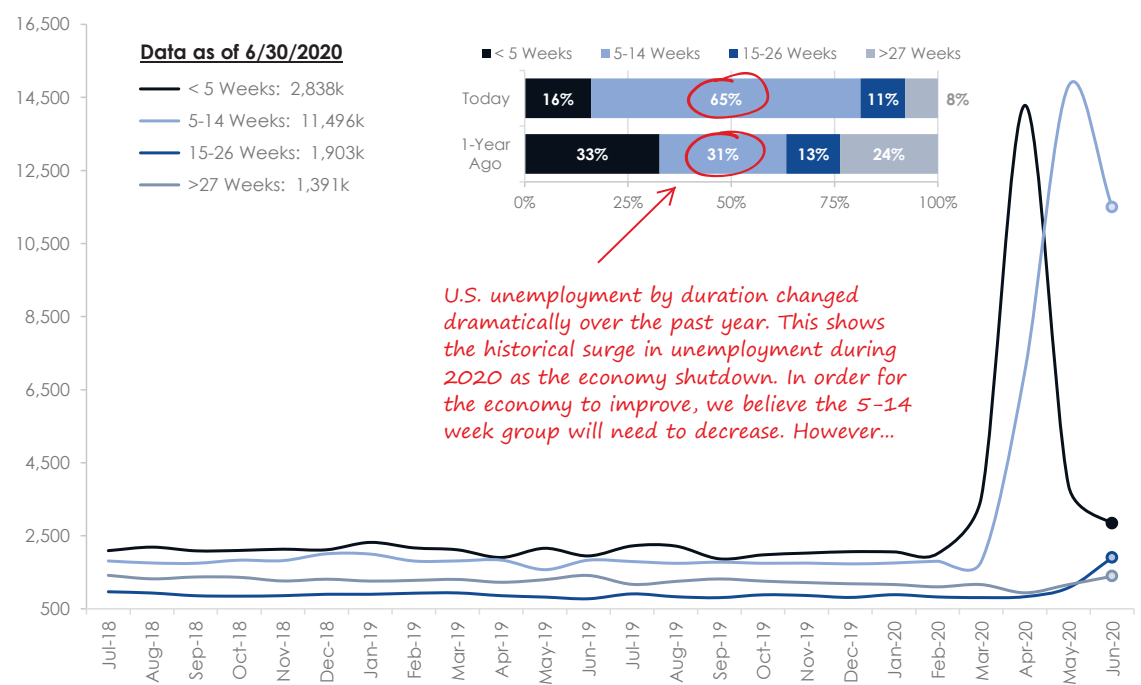 16,500
14,500
12,500
10,500
8,500
6,500
4,500
2,500
500
Data as of 6/30/2020
< 5 Weeks: 2,838k
5-14 Weeks: 11,496k
15-26 Weeks: 1,903k
>27 Weeks: 1,391k
< 5 Weeks 5-14 Weeks 15-26 Weeks >27 Weeks
Today 16% 65% 11% 8%
1-Year
Ago
33% 31% 13% 24%
0% 25% 50% 75% 100%
U.S. unemployment by duration changed
dramatically over the past year. This shows
the historical surge in unemployment during
2020 as the economy shutdown. In order for
the economy to improve, we believe the 5-14
week group will need to decrease. However...
Jul-18
Aug-18
Sep-18
Oct-18
Nov-18
Dec-18
Jan-19
Feb-19
Mar-19
Apr-19
May-19
Jun-19
Jul-19
Aug-19
Sep-19
Oct-19
Nov-19
Dec-19
Jan-20
Feb-20
Mar-20
Apr-20
May-20
Jun-20